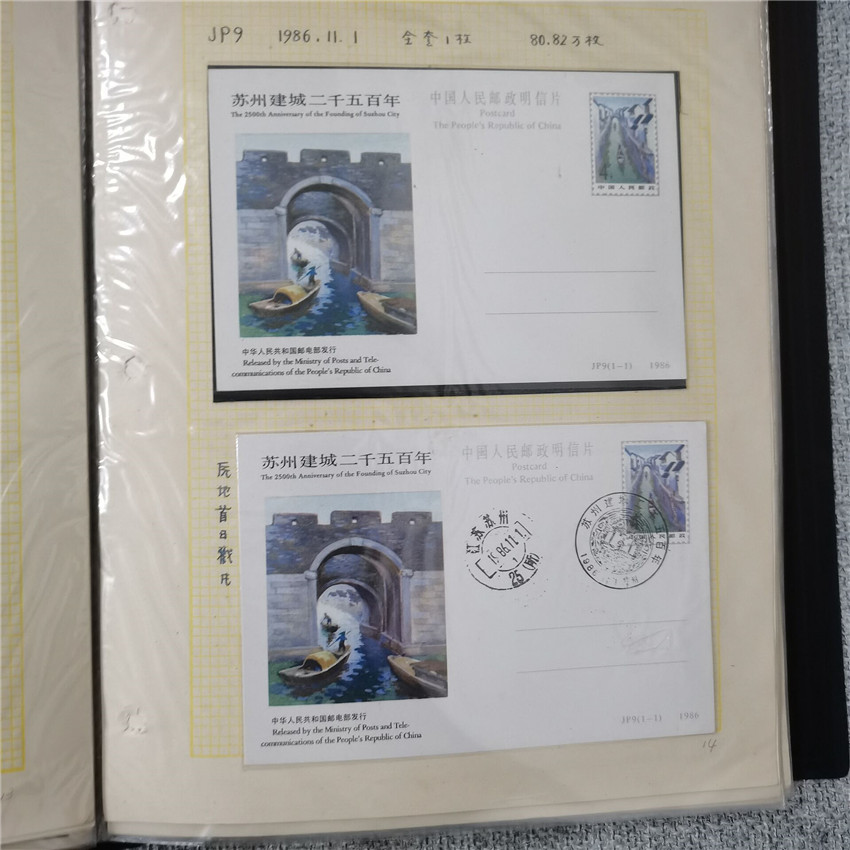 JP9 1986.11.1 全套1枚 80.82万枚
苏州建城二千五百年
The 2500th Anniversary of the Founding of Suzhou City
中国人民邮政明信片
Postcard
The People's Republic of China
中国人民邮政
中华人民共和国邮电部发行
Released by the Ministry of Posts and Tele-
communications of the People's Republic of China
JP9(1-1) 1986
原地首日戳片
苏州建城二千五百年
The 2500th Anniversary of the Founding of Suzhou City
中国人民邮政明信片
Postcard
The People's Republic of China
江苏苏州
25(所)
苏州建
1986
中华人民共和国邮电部发行
Released by the Ministry of Posts and Tele-
communications of the People's Republic of China
JP9(1-1) 1986
14